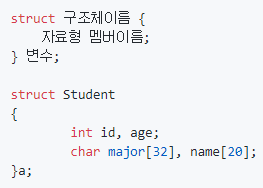 struct 구조체이름 {
    자료형 멤버이름;
} 변수;

struct Student
{
        int id, age;
        char major[32], name[20];
}a;